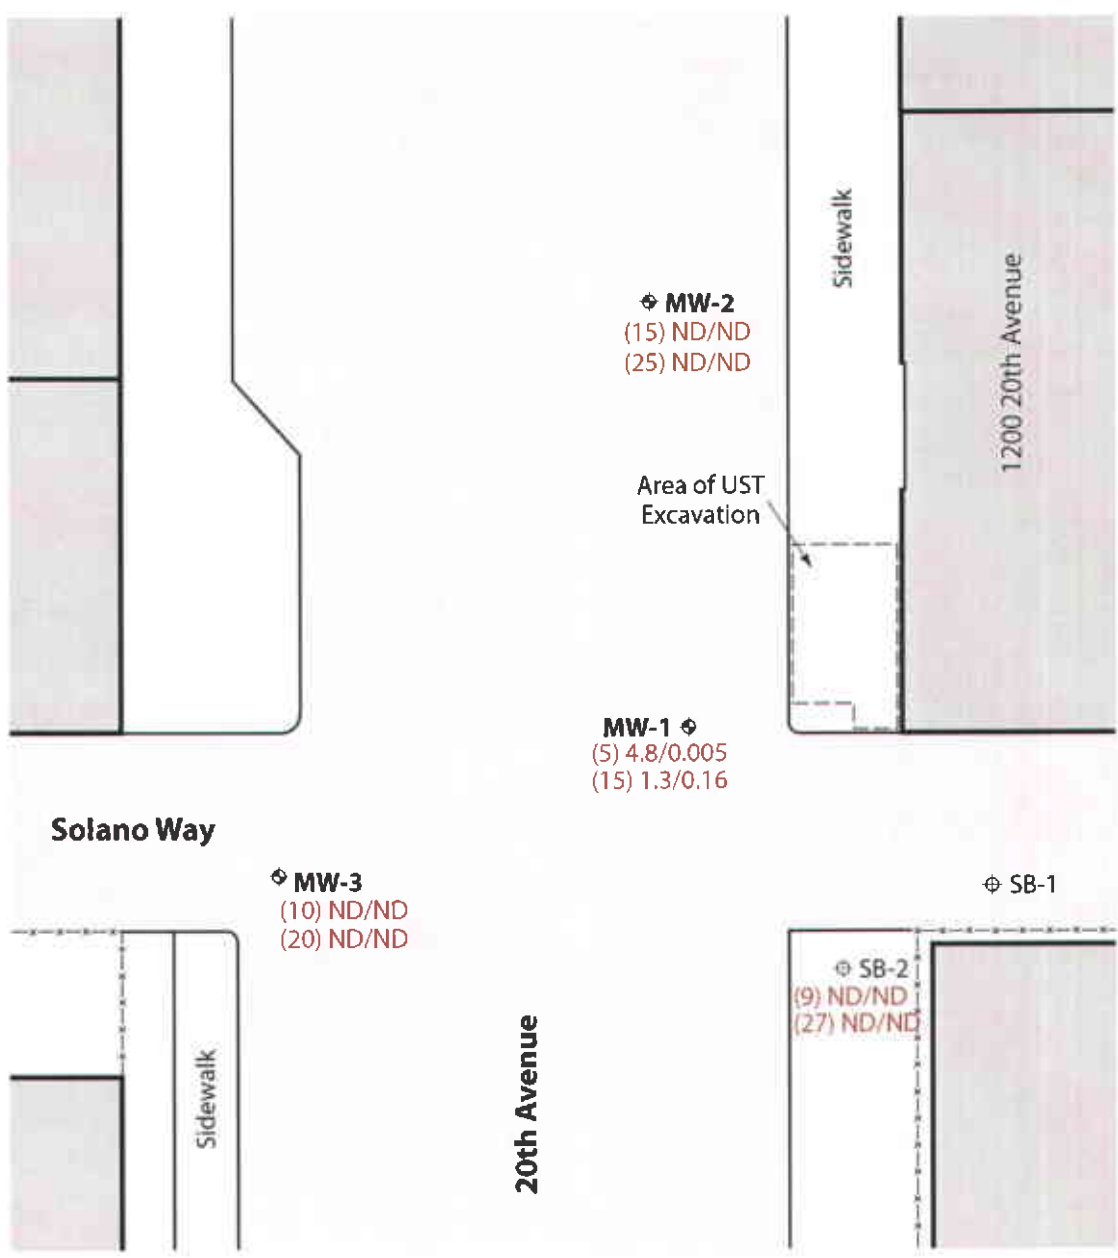 Sidewalk
1200 20th Avenue
MW-2
(15) ND/ND
(25) ND/ND
Area of UST
Excavation
MW-1
(5) 4.8/0.005
(15) 1.3/0.16
Solano Way
MW-3
(10) ND/ND
(20) ND/ND
SB-1
SB-2
(9) ND/ND
(27) ND/ND
Sidewalk
20th Avenue